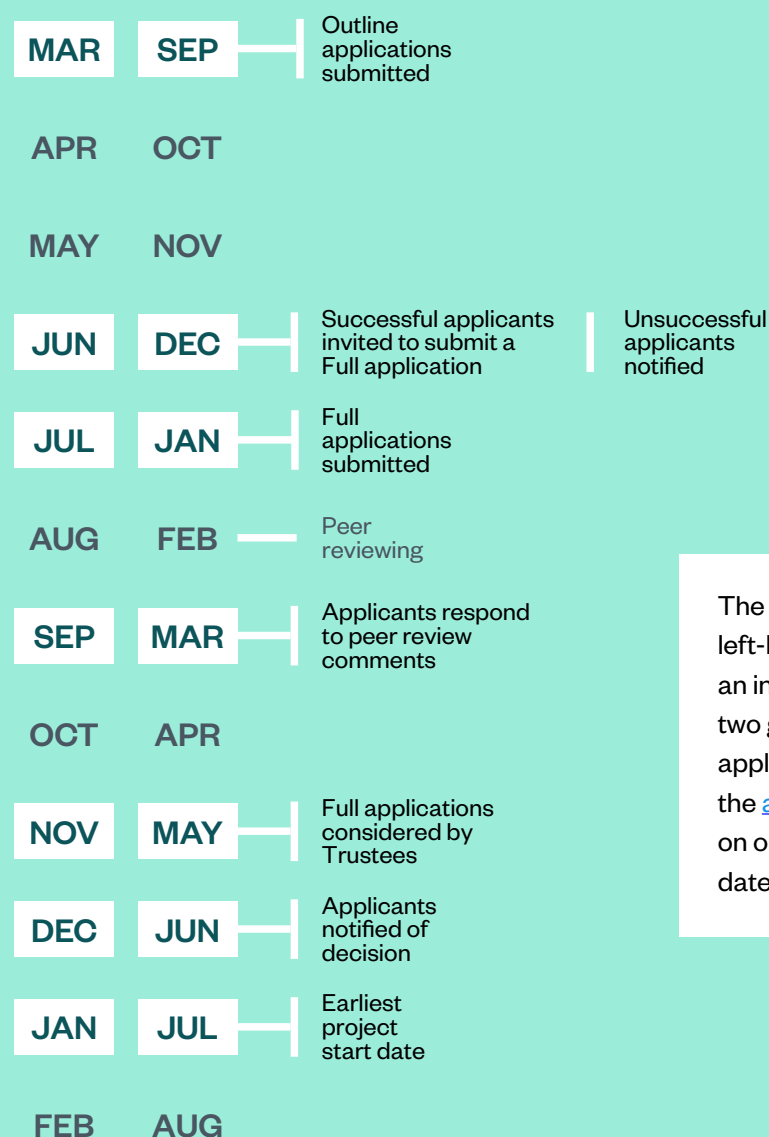 MAR SEP
Outline
applications
submitted
APR OCT
MAY NOV
JUN DEC
Successful applicants
invited to submit a
Full application
Unsuccessful
applicants
notified
JUL JAN
Full
applications
submitted
AUG FEB
Peer
reviewing
SEP MAR
Applicants respond
to peer review
comments
OCT APR
NOV MAY
Full applications
considered by
Trustees
DEC JUN
Applicants
notified of
decision
JAN JUL
Earliest
project
start date
FEB AUG
The
left-
an in
two
appl
the
on o
date